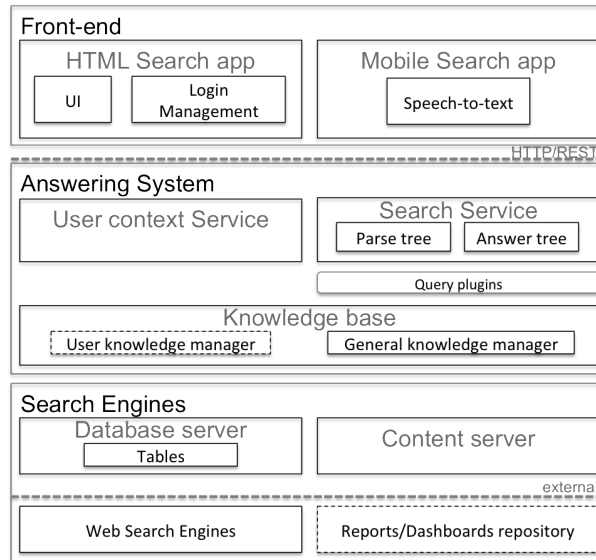 Front-end
HTML Search app
Mobile Search app
UI
Login
Management
Speech-to-text
HTTP/REST
Answering System
User context Service
Search Service
Parse tree
Answer tree
Query plugins
Knowledge base
User knowledge manager
General knowledge manager
Search Engines
Database server
Content server
Tables
externa
Web Search Engines
Reports/Dashboards repository